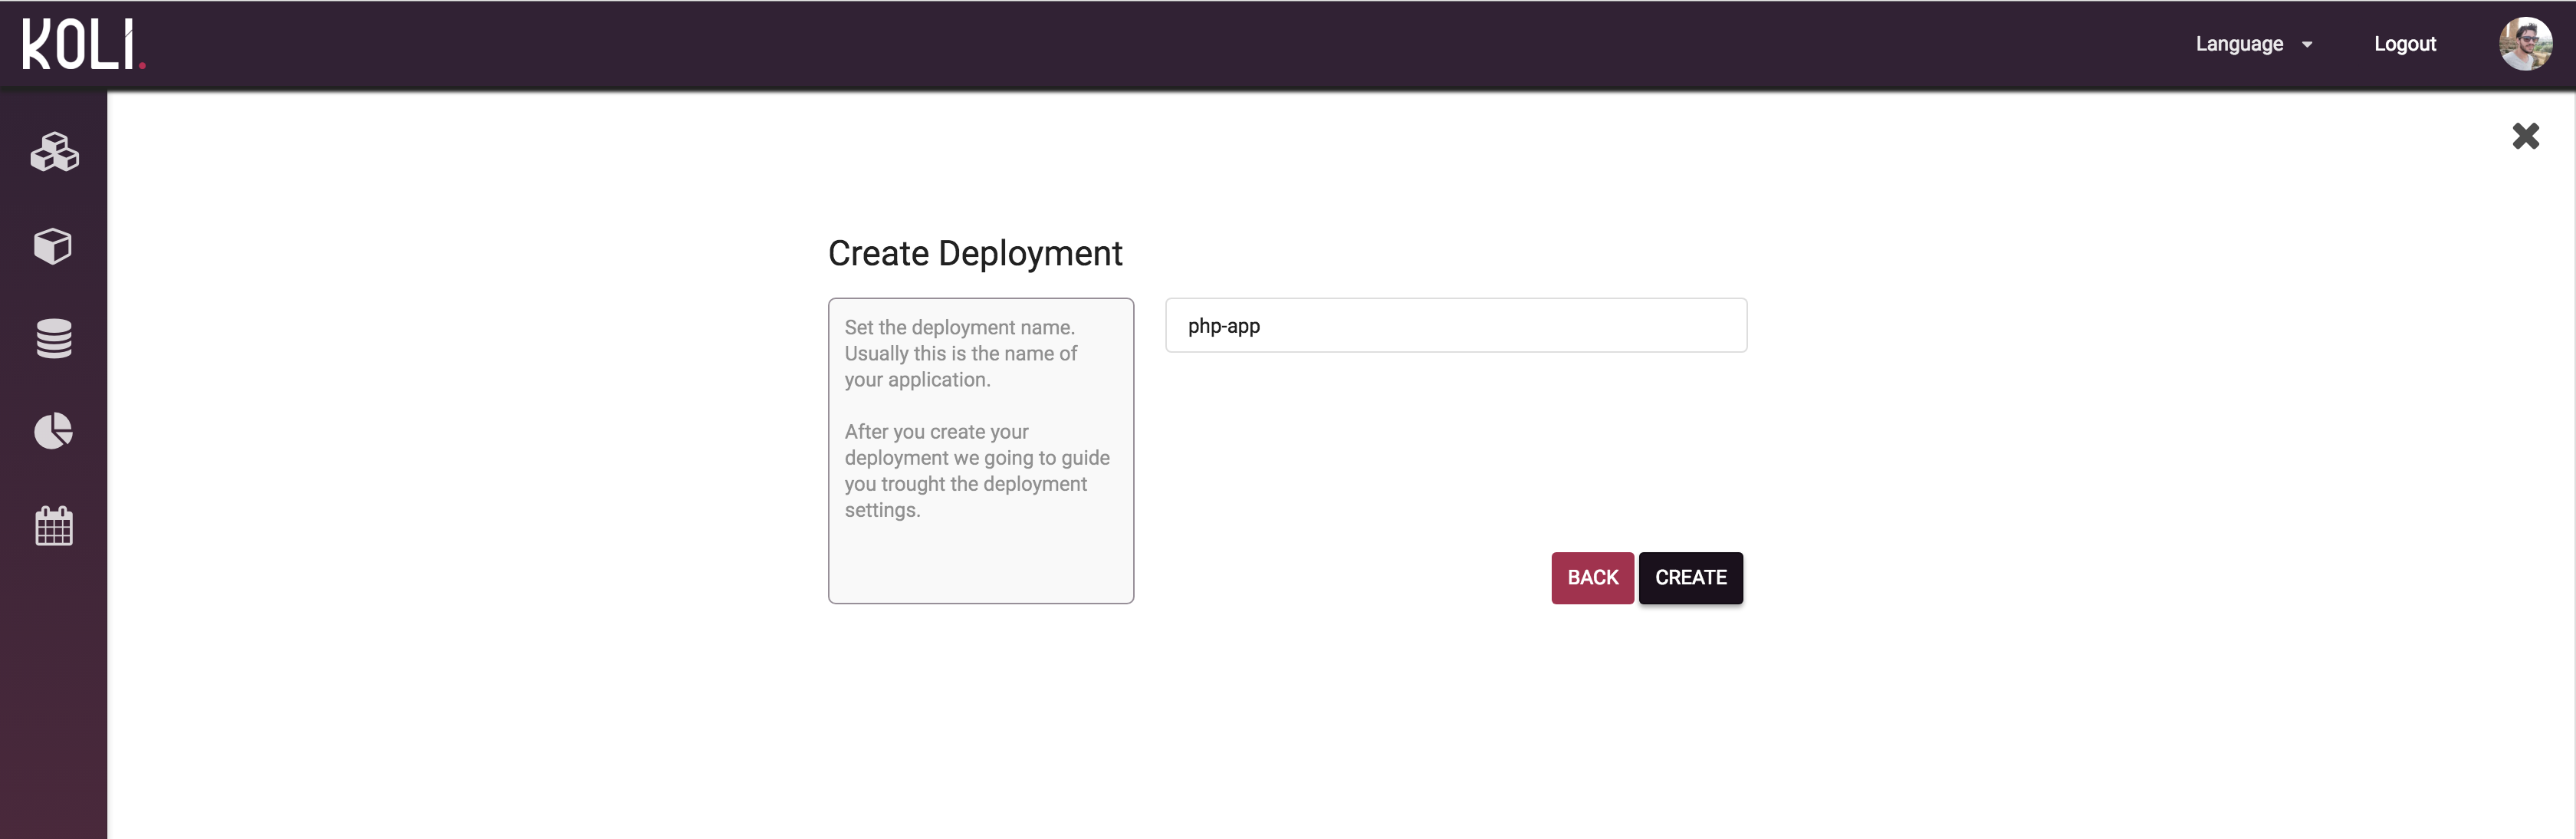 KOLI.
Language
Logout
Create Deployment
Set the deployment name.
Usually this is the name of
your application.
After you create your
deployment we going to guide
you trought the deployment
settings.
php-app
BACK
CREATE